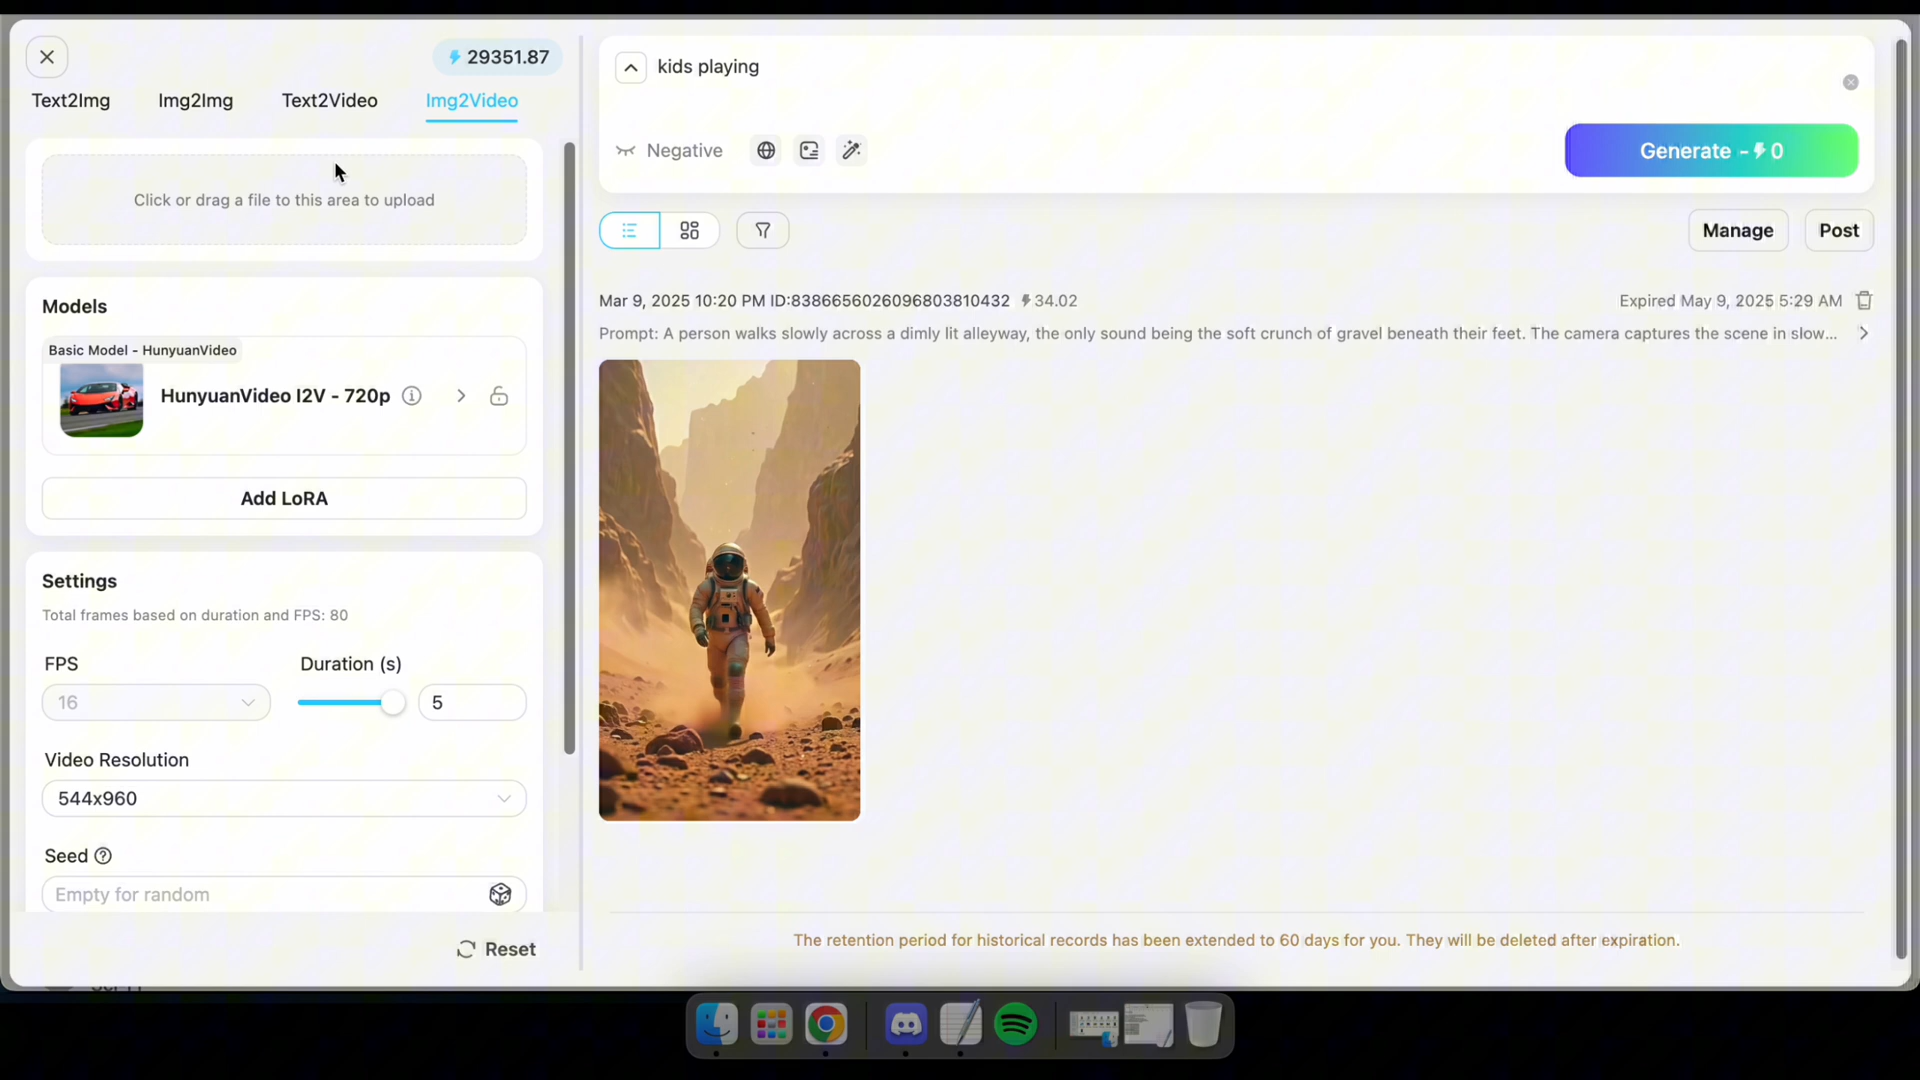 29351.87
Text2Img Img2Img Text2Video Img2Video
Click or drag a file to this area to upload
Models
Basic Model - HunyuanVideo
HunyuanVideo I2V - 720p
Add LoRA
Settings
Total frames based on duration and FPS: 80
FPS Duration (s)
16 5
Video Resolution
544x960
Seed
Empty for random
Reset
kids playing
Negative
Generate - 0
Manage Post
Mar 9, 2025 10:20 PM ID:8386656026096803810432 34.02
Expired May 9, 2025 5:29 AM
Prompt: A person walks slowly across a dimly lit alleyway, the only sound being the soft crunch of gravel beneath their feet. The camera captures the scene in slow...
The retention period for historical records has been extended to 60 days for you. They will be deleted after expiration.